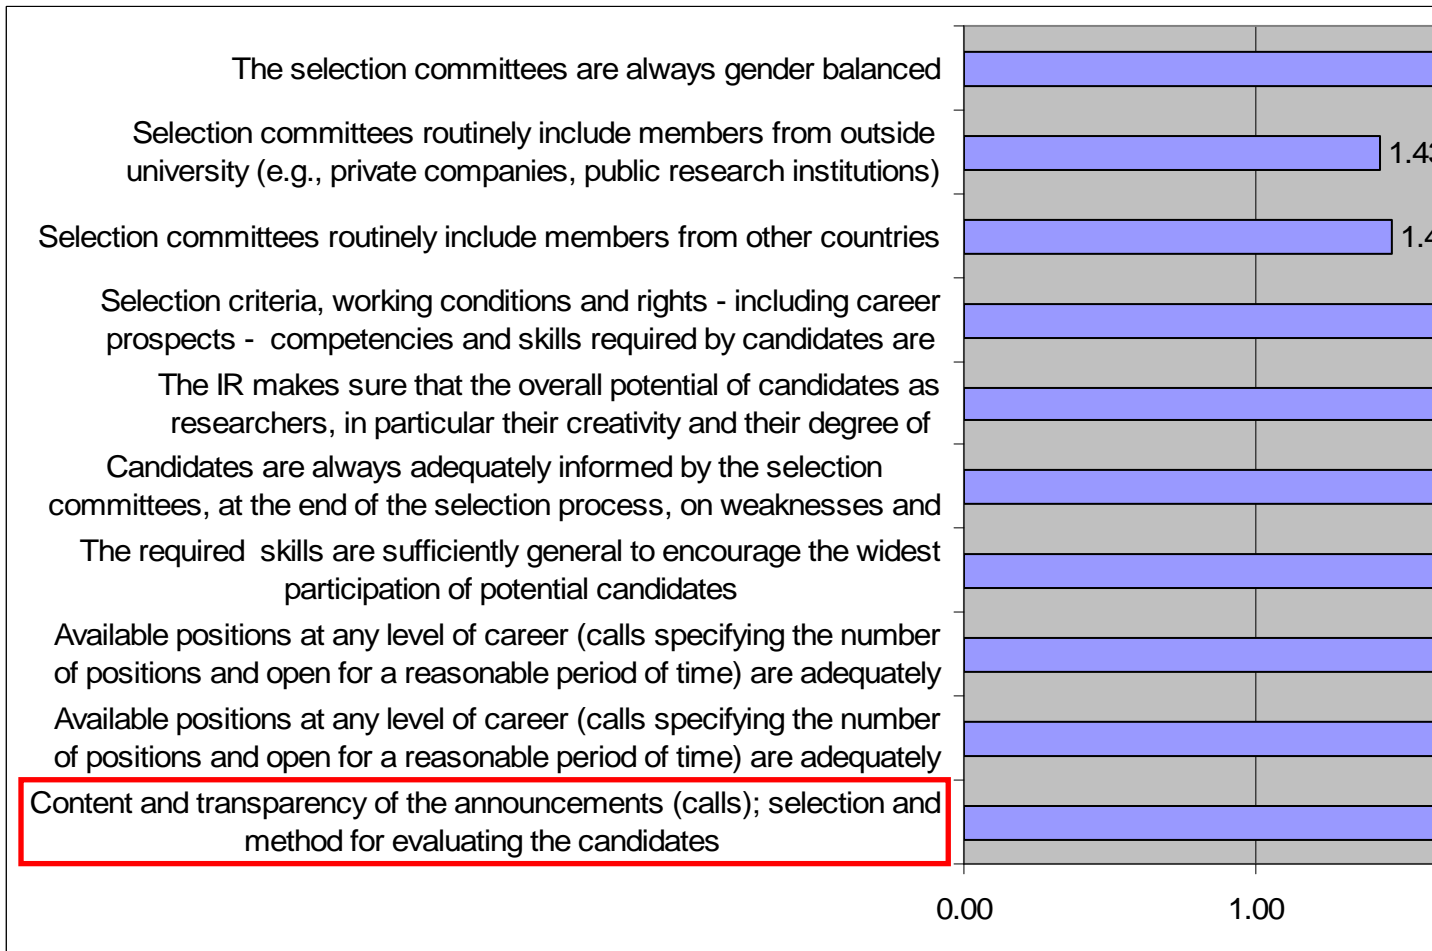 The selection committees are always gender balanced
Selection committees routinely include members from outside
university (e.g., private companies, public research institutions)
1.43
Selection committees routinely include members from other countries
1.4
Selection criteria, working conditions and rights - including career
prospects -  competencies and skills required by candidates are
The IR makes sure that the overall potential of candidates as
researchers, in particular their creativity and their degree of
Candidates are always adequately informed by the selection
committees, at the end of the selection process, on weaknesses and
The required  skills are sufficiently general to encourage the widest
participation of potential candidates
Available positions at any level of career (calls specifying the number
of positions and open for a reasonable period of time) are adequately
Available positions at any level of career (calls specifying the number
of positions and open for a reasonable period of time) are adequately
Content and transparency of the announcements (calls); selection and
method for evaluating the candidates
0.00 1.00